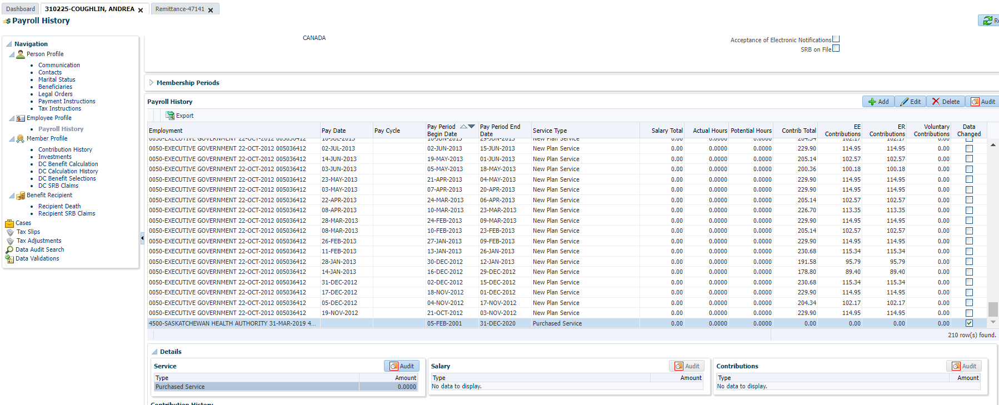 Dashboard 310225-COUGHLIN, ANDREA Remittance-47141
Payroll History
Navigation
Person Profile
Communication
Contacts
Marital Status
Beneficiaries
Legal Orders
Payment Instructions
Tax Instructions
Employee Profile
Payroll History
Member Profile
Contribution History
Investments
DC Benefit Calculation
DC Calculation History
DC Benefit Selections
DC SRB Claims
Benefit Recipient
Recipient Death
Recipient SRB Claims
Cases
Tax Slips
Tax Adjustments
Data Audit Search
Data Validations
CANADA
Acceptance of Electronic Notifications
SRB on File
Membership Periods
Payroll History Add Edit Delete Audit
Export
Employment Pay Date Pay Cycle Pay Period Begin Date Pay Period End Date Service Type Salary Total Actual Hours Potential Hours Contrib Total EE Contributions ER Contributions Voluntary Contributions Data Changed
0050-EXECUTIVE GOVERNMENT 22-OCT-2012 005036412 02-JUL-2013 02-JUN-2013 15-JUN-2013 New Plan Service 0.00 0.0000 0.0000 229.90 114.95 114.95 0.00
0050-EXECUTIVE GOVERNMENT 22-OCT-2012 005036412 14-JUN-2013 19-MAY-2013 01-JUN-2013 New Plan Service 0.00 0.0000 0.0000 205.14 102.57 102.57 0.00
0050-EXECUTIVE GOVERNMENT 22-OCT-2012 005036412 03-JUN-2013 05-MAY-2013 18-MAY-2013 New Plan Service 0.00 0.0000 0.0000 200.36 100.18 100.18 0.00
0050-EXECUTIVE GOVERNMENT 22-OCT-2012 005036412 23-MAY-2013 21-APR-2013 04-MAY-2013 New Plan Service 0.00 0.0000 0.0000 229.90 114.95 114.95 0.00
0050-EXECUTIVE GOVERNMENT 22-OCT-2012 005036412 03-MAY-2013 07-APR-2013 20-APR-2013 New Plan Service 0.00 0.0000 0.0000 229.90 114.95 114.95 0.00
0050-EXECUTIVE GOVERNMENT 22-OCT-2012 005036412 22-APR-2013 24-MAR-2013 06-APR-2013 New Plan Service 0.00 0.0000 0.0000 205.14 102.57 102.57 0.00
0050-EXECUTIVE GOVERNMENT 22-OCT-2012 005036412 08-APR-2013 10-MAR-2013 23-MAR-2013 New Plan Service 0.00 0.0000 0.0000 226.70 113.35 113.35 0.00
0050-EXECUTIVE GOVERNMENT 22-OCT-2012 005036412 28-MAR-2013 24-FEB-2013 09-MAR-2013 New Plan Service 0.00 0.0000 0.0000 229.90 114.95 114.95 0.00
0050-EXECUTIVE GOVERNMENT 22-OCT-2012 005036412 08-MAR-2013 10-FEB-2013 23-FEB-2013 New Plan Service 0.00 0.0000 0.0000 205.14 102.57 102.57 0.00
0050-EXECUTIVE GOVERNMENT 22-OCT-2012 005036412 26-FEB-2013 27-JAN-2013 09-FEB-2013 New Plan Service 0.00 0.0000 0.0000 229.90 114.95 114.95 0.00
0050-EXECUTIVE GOVERNMENT 22-OCT-2012 005036412 11-FEB-2013 13-JAN-2013 26-JAN-2013 New Plan Service 0.00 0.0000 0.0000 230.68 115.34 115.34 0.00
0050-EXECUTIVE GOVERNMENT 22-OCT-2012 005036412 28-JAN-2013 30-DEC-2012 12-JAN-2013 New Plan Service 0.00 0.0000 0.0000 191.58 95.79 95.79 0.00
0050-EXECUTIVE GOVERNMENT 22-OCT-2012 005036412 14-JAN-2013 16-DEC-2012 29-DEC-2012 New Plan Service 0.00 0.0000 0.0000 178.80 89.40 89.40 0.00
0050-EXECUTIVE GOVERNMENT 22-OCT-2012 005036412 31-DEC-2012 02-DEC-2012 15-DEC-2012 New Plan Service 0.00 0.0000 0.0000 230.68 115.34 115.34 0.00
0050-EXECUTIVE GOVERNMENT 22-OCT-2012 005036412 17-DEC-2012 18-NOV-2012 01-DEC-2012 New Plan Service 0.00 0.0000 0.0000 229.90 114.95 114.95 0.00
0050-EXECUTIVE GOVERNMENT 22-OCT-2012 005036412 05-DEC-2012 04-NOV-2012 17-NOV-2012 New Plan Service 0.00 0.0000 0.0000 204.34 102.17 102.17 0.00
0050-EXECUTIVE GOVERNMENT 22-OCT-2012 005036412 19-NOV-2012 21-OCT-2012 03-NOV-2012 New Plan Service 0.00 0.0000 0.0000 229.90 114.95 114.95 0.00
4500-SASKATCHEWAN HEALTH AUTHORITY 31-MAR-2019 4... 05-FEB-2001 31-DEC-2020 Purchased Service 0.00 0.0000 0.0000 0.00 0.00 0.00 0.00
210 row(s) found.
Details
Service Audit Salary Audit Contributions Audit
Type Amount Type Amount Type Amount
Purchased Service 0.0000 No data to display. No data to display.
Contribution History